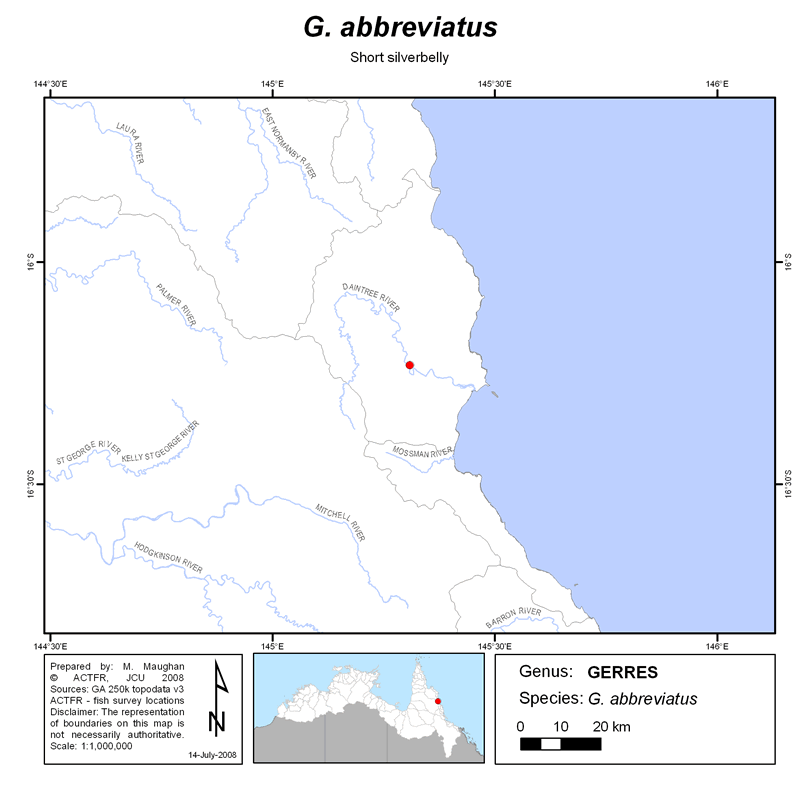 G. abbreviatus
Short silverbelly
144°30'E
145°E
145°30'E
146°E
LAURA RIVER
EAST NORMANBY RIVER
16°S
16°S
DAINTREE RIVER
PALMER RIVER
ST GEORGE RIVER
KELLY ST GEORGE RIVER
MOSSMAN RIVER
16°30'S
16°30'S
MITCHELL RIVER
HODGKINSON RIVER
BARRON RIVER
144°30'E
145°E
145°30'E
146°E
Prepared by: M. Maughan
© ACTFR, JCU 2008
Sources: GA 250k topodata v3
ACTFR - fish survey locations
Disclaimer: The representation
of boundaries on this map is
not necessarily authoritative.
Scale: 1:1,000,000
N
14-July-2008
Genus: GERRES
Species: G. abbreviatus
0 10 20 km